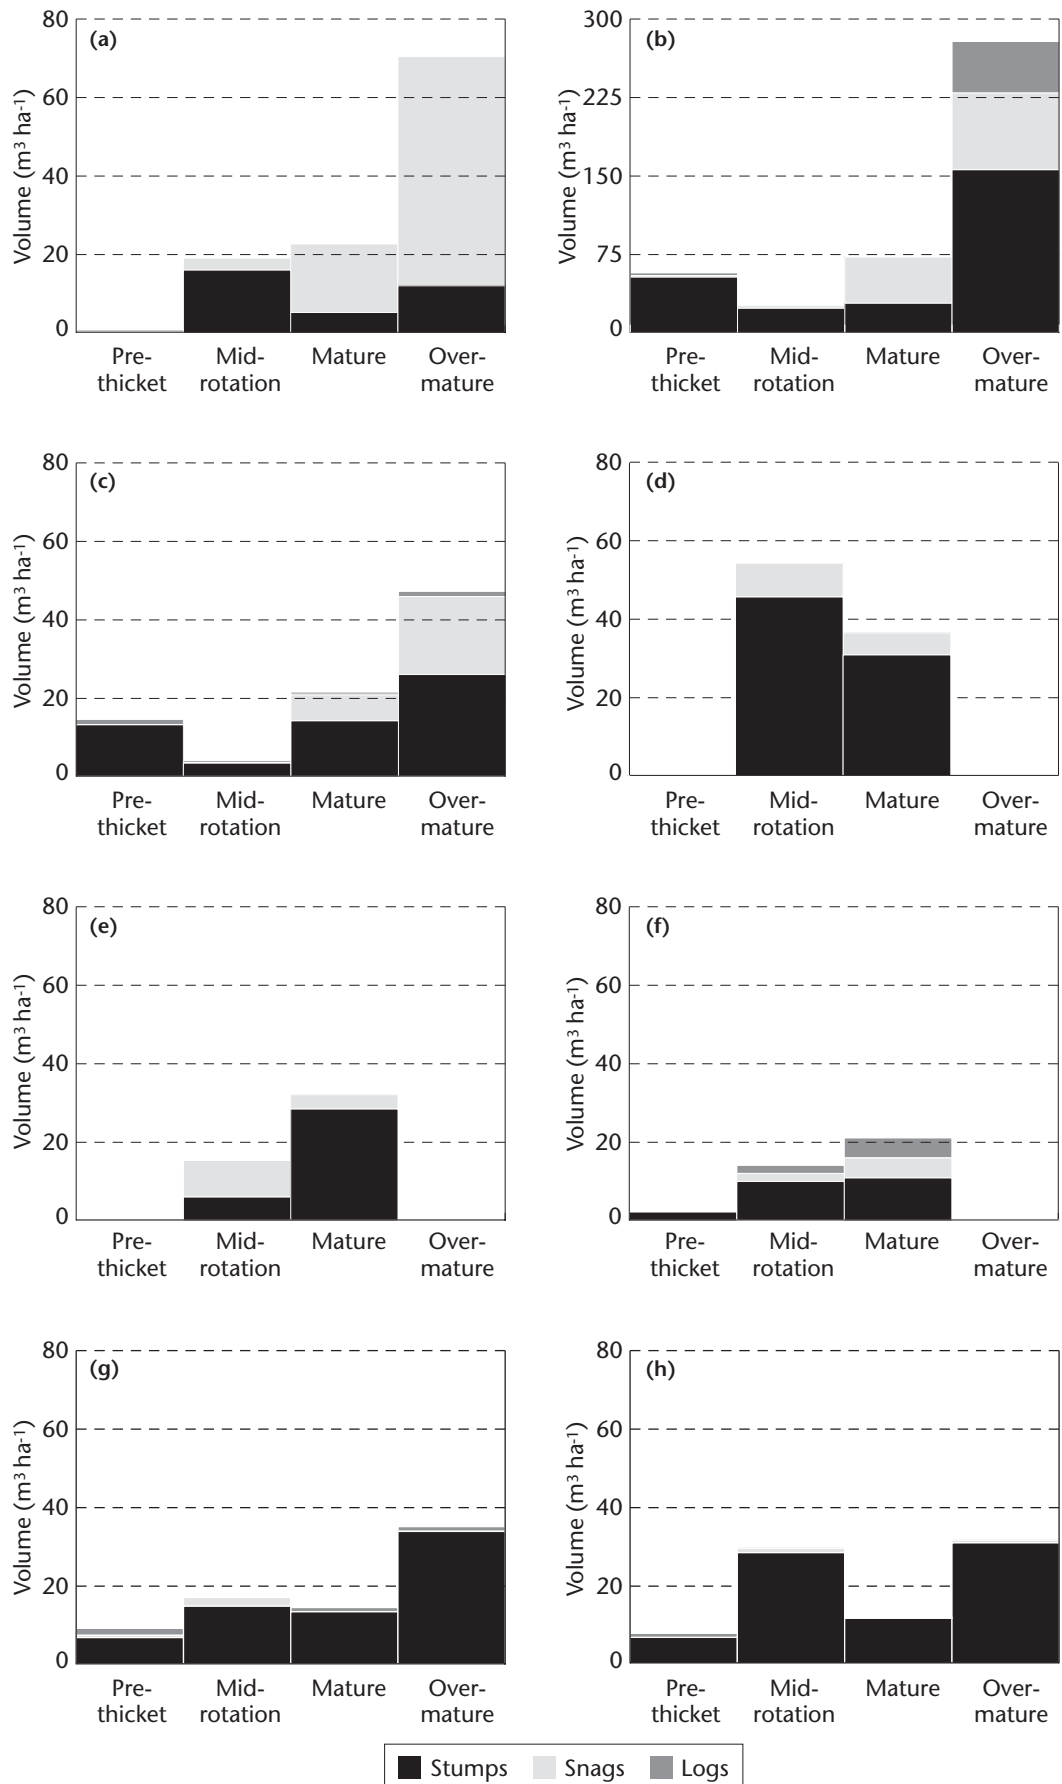 (a)
Volume (m³ ha⁻¹)
80
60
40
20
0
Pre-
thicket
Mid-
rotation
Mature
Over-
mature
(b)
Volume (m³ ha⁻¹)
300
225
150
75
0
Pre-
thicket
Mid-
rotation
Mature
Over-
mature
(c)
Volume (m³ ha⁻¹)
80
60
40
20
0
Pre-
thicket
Mid-
rotation
Mature
Over-
mature
(d)
Volume (m³ ha⁻¹)
80
60
40
20
0
Pre-
thicket
Mid-
rotation
Mature
Over-
mature
(e)
Volume (m³ ha⁻¹)
80
60
40
20
0
Pre-
thicket
Mid-
rotation
Mature
Over-
mature
(f)
Volume (m³ ha⁻¹)
80
60
40
20
0
Pre-
thicket
Mid-
rotation
Mature
Over-
mature
(g)
Volume (m³ ha⁻¹)
80
60
40
20
0
Pre-
thicket
Mid-
rotation
Mature
Over-
mature
(h)
Volume (m³ ha⁻¹)
80
60
40
20
0
Pre-
thicket
Mid-
rotation
Mature
Over-
mature
Stumps Snags Logs